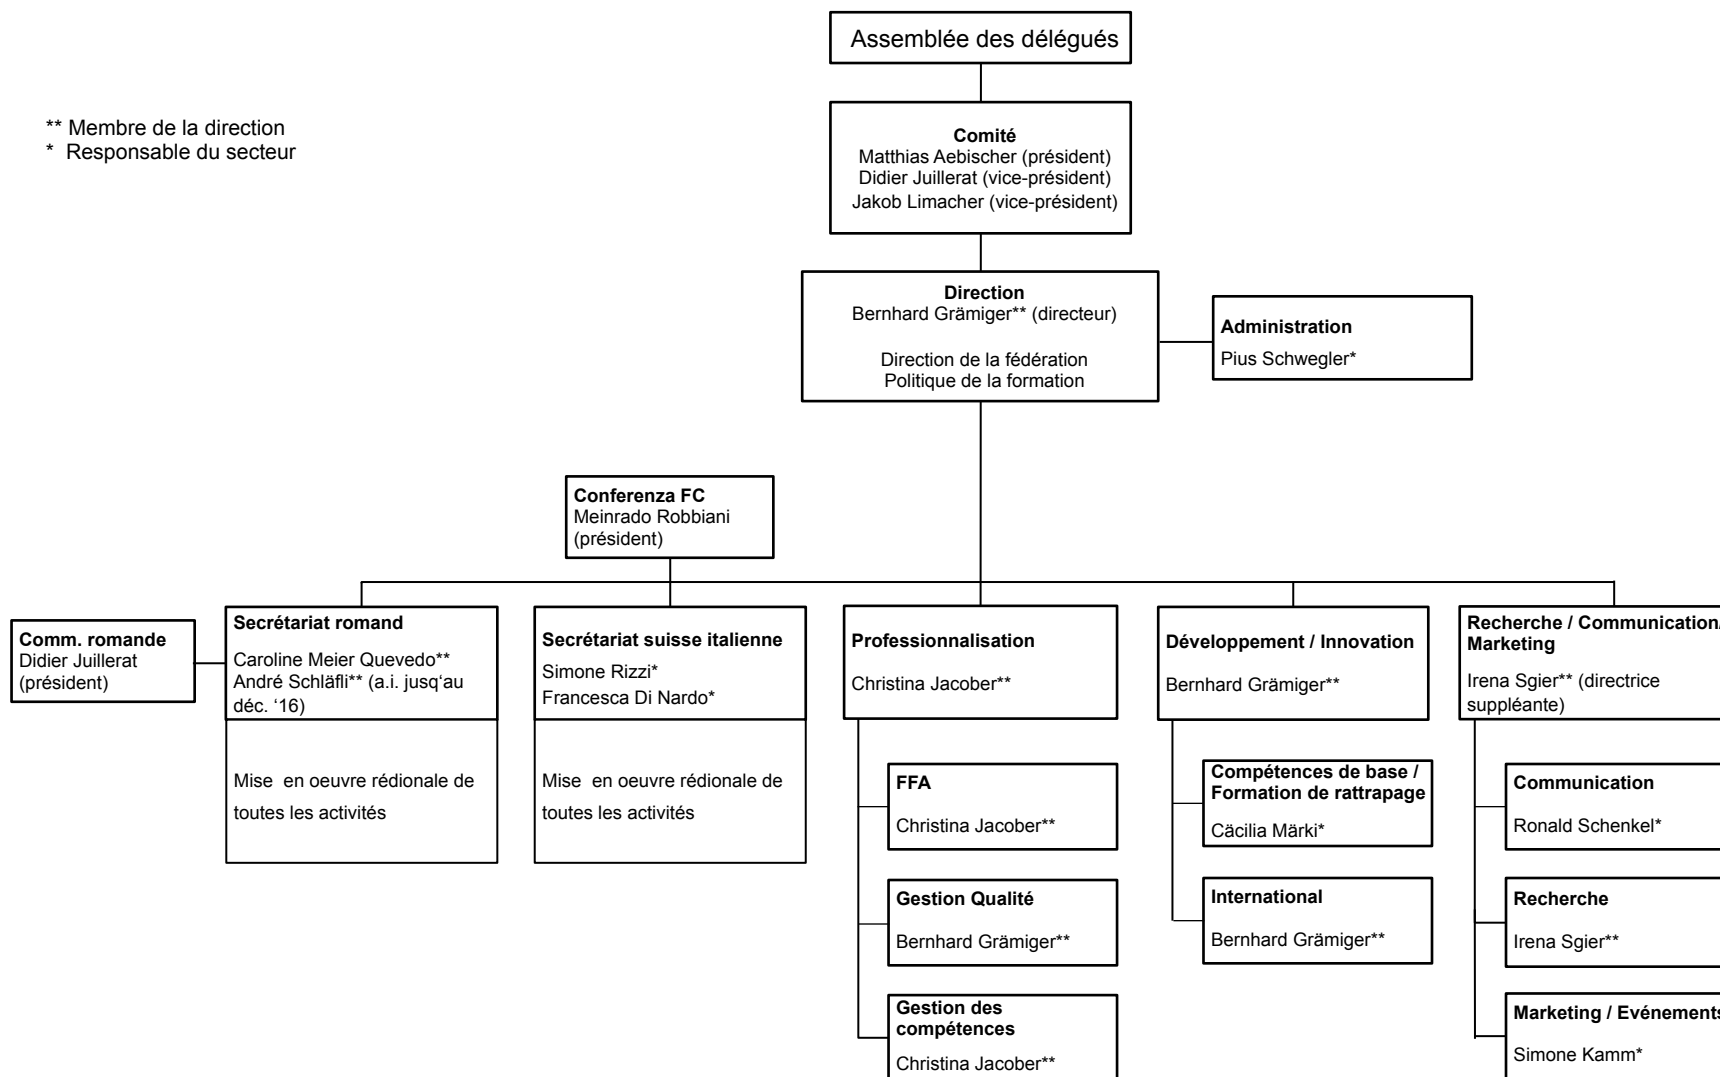 Assemblée des délégués
** Membre de la direction
* Responsable du secteur
Comité
Matthias Aebischer (président)
Didier Juillerat (vice-président)
Jakob Limacher (vice-président)
Direction
Bernhard Grämiger** (directeur)
Direction de la fédération
Politique de la formation
Administration
Pius Schwegler*
Conferenza FC
Meinrado Robbiani
(président)
Comm. romande
Didier Juillerat
(président)
Secrétariat romand
Caroline Meier Quevedo**
André Schläfli** (a.i. jusq‘au
déc. ‘16)
Mise en oeuvre rédionale de
toutes les activités
Secrétariat suisse italienne
Simone Rizzi*
Francesca Di Nardo*
Mise en oeuvre rédionale de
toutes les activités
Professionnalisation
Christina Jacober**
FFA
Christina Jacober**
Gestion Qualité
Bernhard Grämiger**
Gestion des
compétences
Christina Jacober**
Développement / Innovation
Bernhard Grämiger**
Compétences de base /
Formation de rattrapage
Cäcilia Märki*
International
Bernhard Grämiger**
Recherche / Communication/
Marketing
Irena Sgier** (directrice
suppléante)
Communication
Ronald Schenkel*
Recherche
Irena Sgier**
Marketing / Evénements
Simone Kamm*